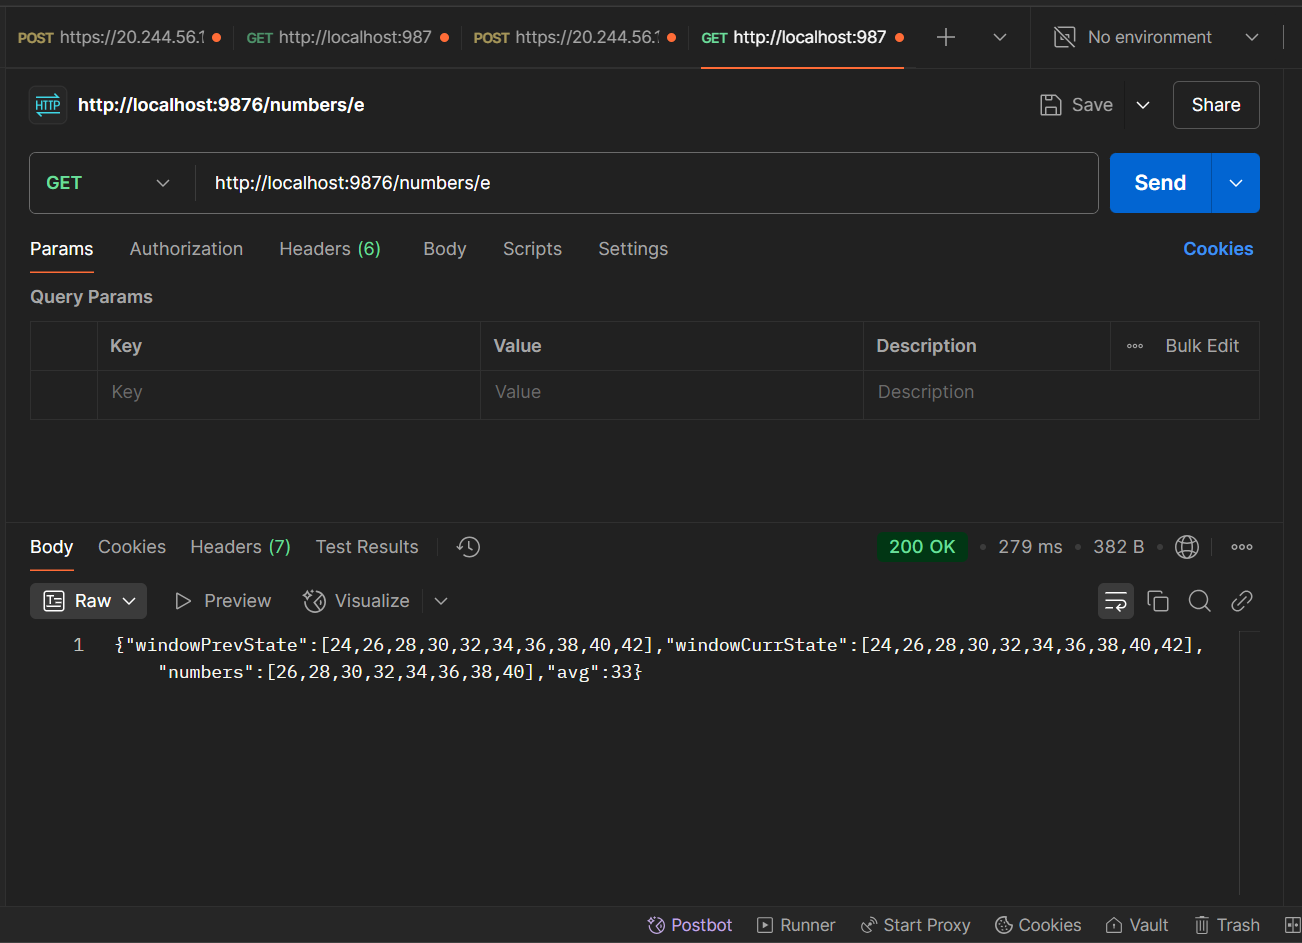 POST https://20.244.56.1 GET http://localhost:987 POST https://20.244.56.1 GET http://localhost:987 No environment
HTTP http://localhost:9876/numbers/e Save Share
GET http://localhost:9876/numbers/e Send
Params Authorization Headers (6) Body Scripts Settings Cookies
Query Params
Key Value Description Bulk Edit
Key Value Description
Body Cookies Headers (7) Test Results 200 OK • 279 ms • 382 B •
Raw Preview Visualize
1 {"windowPrevState":[24,26,28,30,32,34,36,38,40,42],"windowCurrState":[24,26,28,30,32,34,36,38,40,42],
"numbers":[26,28,30,32,34,36,38,40],"avg":33}
Postbot Runner Start Proxy Cookies Vault Trash